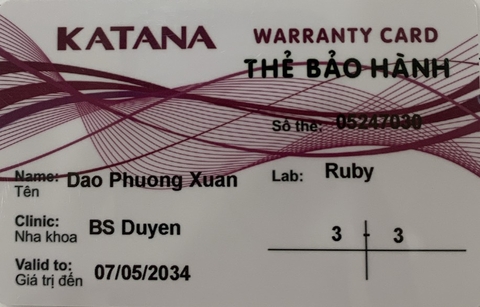 KATANA
WARRANTY CARD
THẺ BẢO HÀNH
Số thẻ: 05247030
Name: Dao Phuong Xuan
Tên
Lab: Ruby
Clinic: BS Duyen
Nha khoa
3 - 3
Valid to: 07/05/2034
Giá trị đến